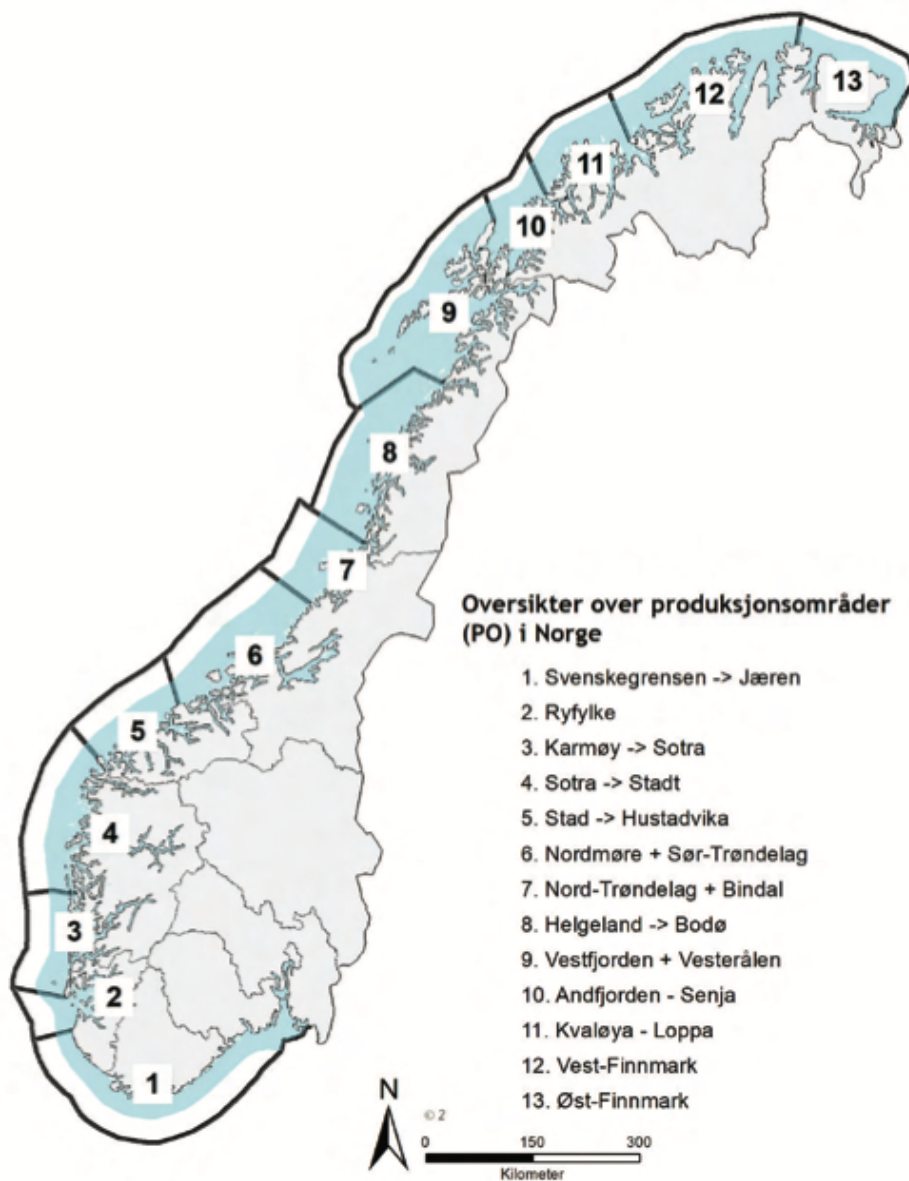 13
12
11
10
9
8
7
6
5
4
3
2
1
Oversikter over produksjonsområder
(PO) i Norge
1. Svenskegrensen -> Jæren
2. Ryfylke
3. Karmøy -> Sotra
4. Sotra -> Stadt
5. Stad -> Hustadvika
6. Nordmøre + Sør-Trøndelag
7. Nord-Trøndelag + Bindal
8. Helgeland -> Bodø
9. Vestfjorden + Vesterålen
10. Andfjorden - Senja
11. Kvaløya - Loppa
12. Vest-Finnmark
13. Øst-Finnmark
N
© 2
0 150 300
Kilometer